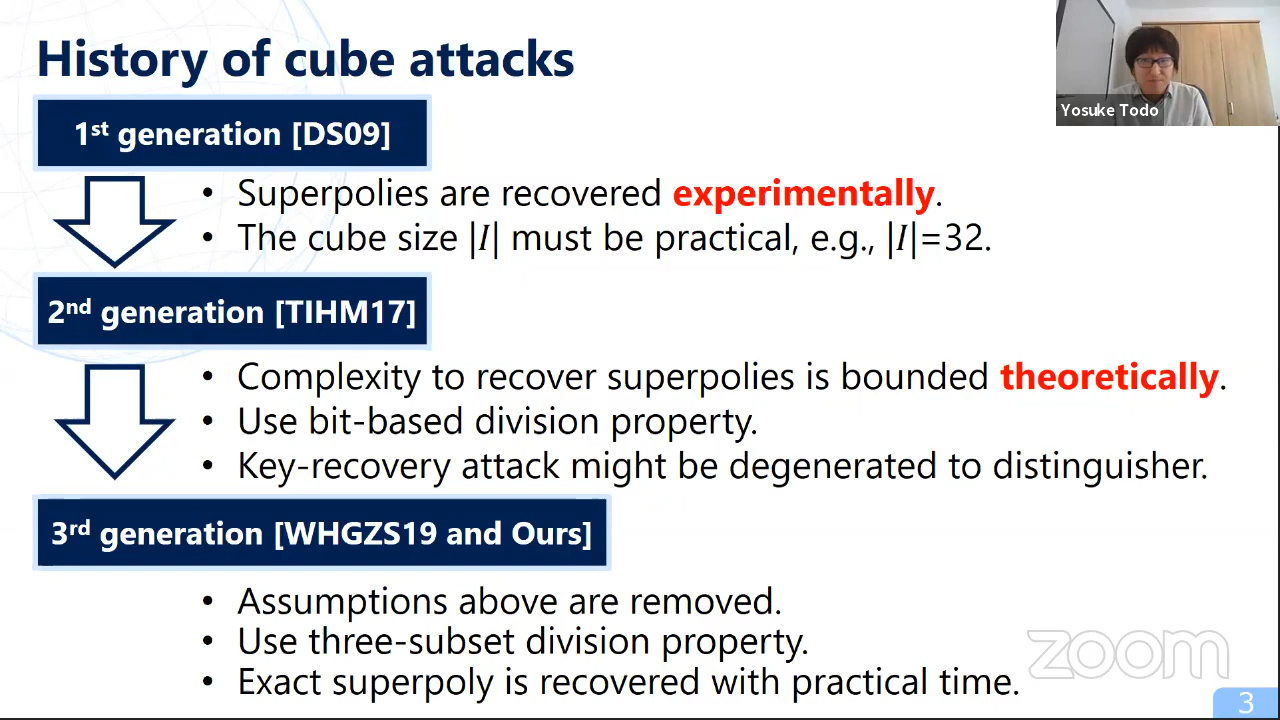 History of cube attacks
Yosuke Todo
1st generation [DS09]
• Superpolies are recovered experimentally.
• The cube size |I| must be practical, e.g., |I|=32.
2nd generation [TIHM17]
• Complexity to recover superpolies is bounded theoretically.
• Use bit-based division property.
• Key-recovery attack might be degenerated to distinguisher.
3rd generation [WHGZS19 and Ours]
• Assumptions above are removed.
• Use three-subset division property.
• Exact superpoly is recovered with practical time.
zoom
3